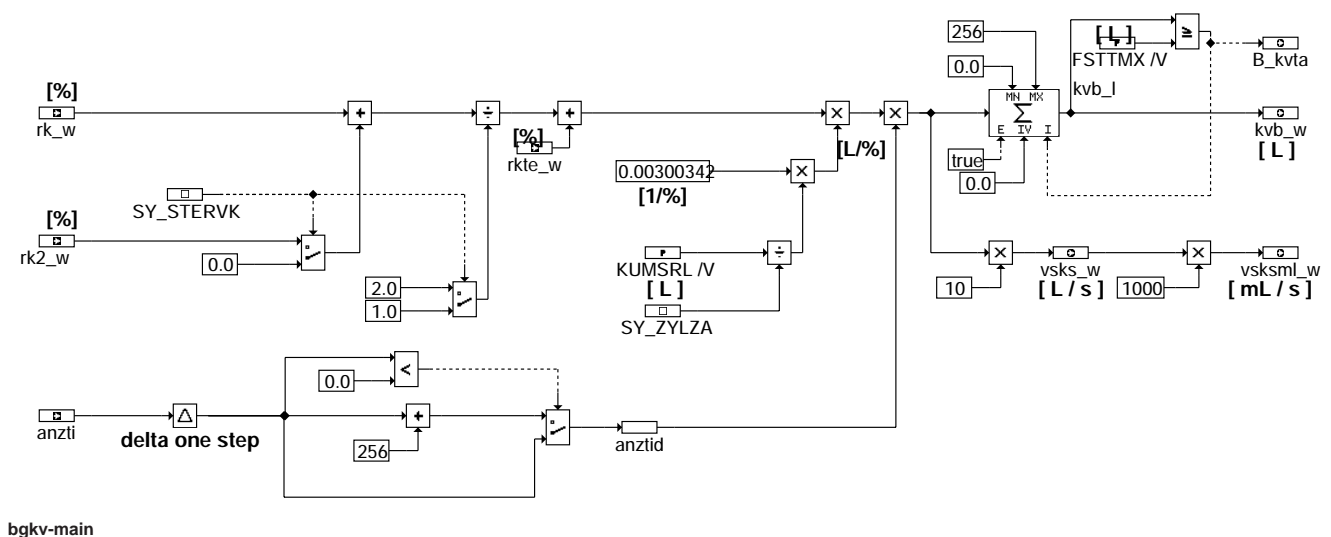 256
[ L ]
FSTTMX /V
B_kvta
0.0
kvb_l
[%]
rk_w
MN MX
E IV I
[%]
rkte_w
[L/%]
kvb_w
[ L ]
true
0.0
0.00300342
[1/%]
SY_STERVK
[%]
rk2_w
0.0
KUMSRL /V
[ L ]
10
vsks_w
[ L / s ]
1000
vsksml_w
[ mL / s ]
2.0
1.0
SY_ZYLZA
<
0.0
anzti
delta one step
256
anztid
bgkv-main